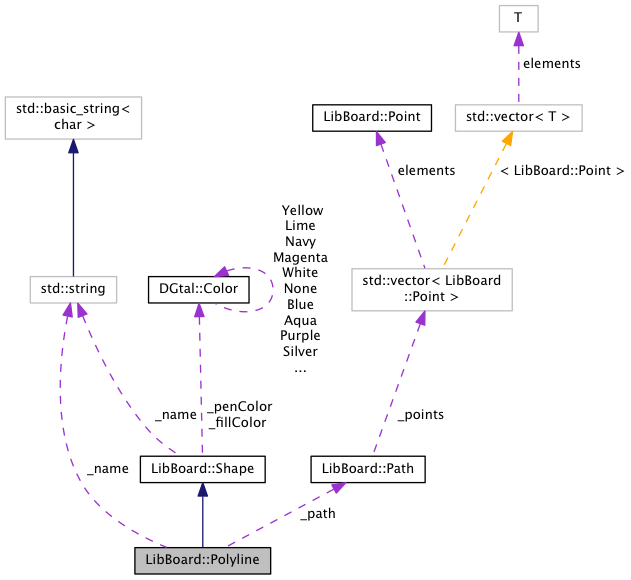 T
elements
std::basic_string<
char >
LibBoard::Point
std::vector< T >
elements
< LibBoard::Point >
Yellow
Lime
Navy
Magenta
White
None
Blue
Aqua
Purple
Silver
...
std::string
DGtal::Color
std::vector< LibBoard
::Point >
_name
_penColor
_fillColor
_points
_name
LibBoard::Shape
LibBoard::Path
_path
LibBoard::Polyline